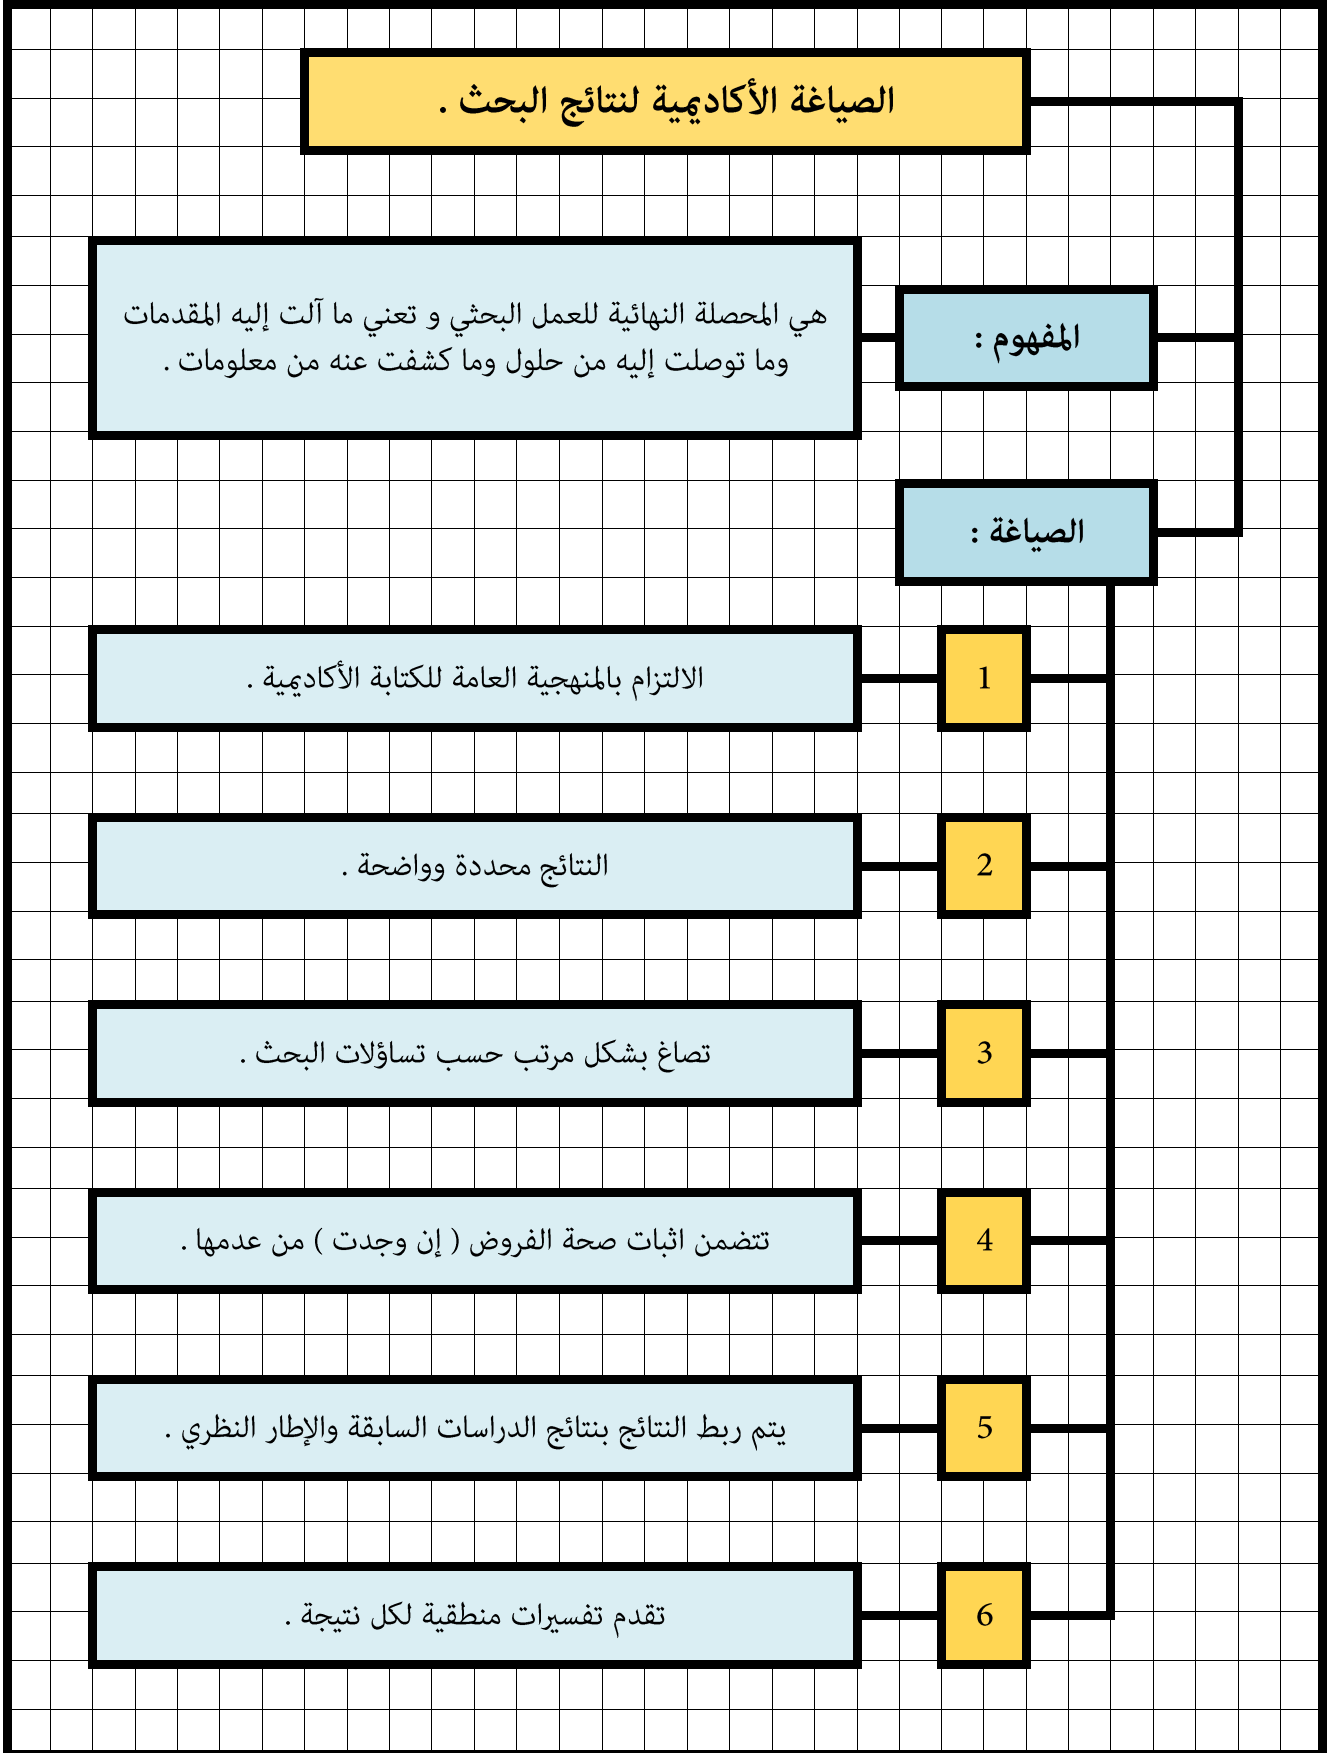 الصياغة الأكاديمية لنتائج البحث .
المفهوم :
هي المحصلة النهائية للعمل البحثي و تعني ما آلت إليه المقدمات
وما توصلت إليه من حلول وما كشفت عنه من معلومات .
الصياغة :
1
الالتزام بالمنهجية العامة للكتابة الأكاديمية .
2
النتائج محددة وواضحة .
3
تصاغ بشكل مرتب حسب تساؤلات البحث .
4
تتضمن اثبات صحة الفروض ( إن وجدت ) من عدمها .
5
يتم ربط النتائج بنتائج الدراسات السابقة والإطار النظري .
6
تقدم تفسيرات منطقية لكل نتيجة .